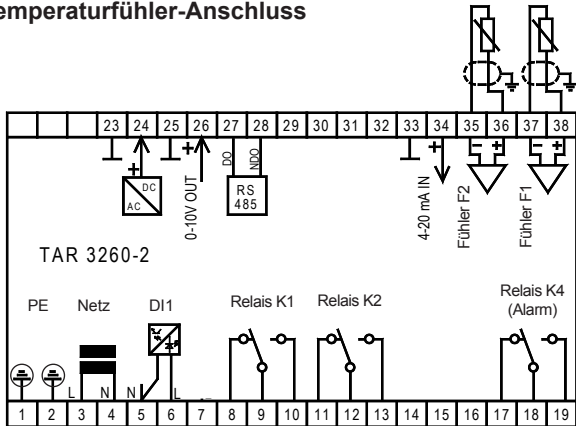 emperaturfühler-Anschluss
23 24 25 26 27 28 29 30 31 32 33 34 35 36 37 38
+ + + − + − +
DC
AC
0-10V OUT
DO
NDO
RS
485
4-20 mA IN
Fühler F2
Fühler F1
TAR 3260-2
PE Netz DI1 Relais K1 Relais K2 Relais K4
(Alarm)
L N N L
1 2 3 4 5 6 7 8 9 10 11 12 13 14 15 16 17 18 19